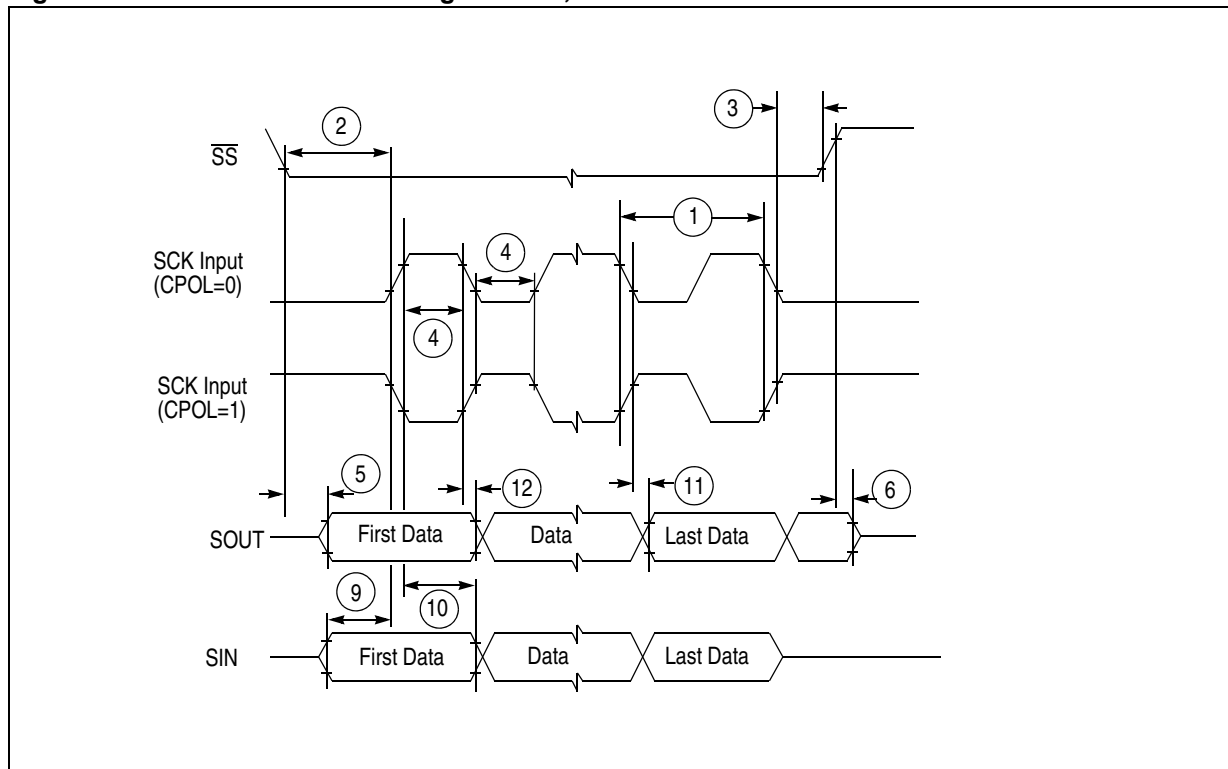 3
2
SS
1
4
SCK Input
(CPOL=0)
4
SCK Input
(CPOL=1)
5
12
11
6
SOUT
First Data
Data
Last Data
9
10
SIN
First Data
Data
Last Data